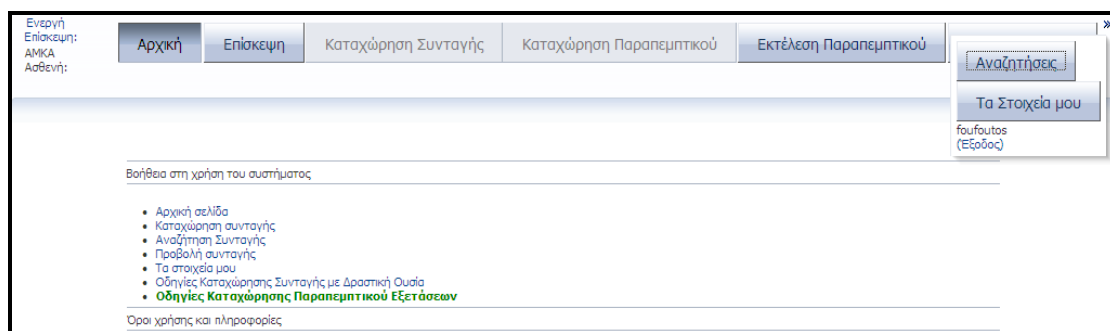 Ενεργή
Επίσκεψη:
ΑΜΚΑ
Ασθενή:
Αρχική
Επίσκεψη
Καταχώρηση Συνταγής
Καταχώρηση Παραπεμπτικού
Εκτέλεση Παραπεμπτικού
»
Αναζητήσεις
Τα Στοιχεία μου
foufoutos
(Έξοδος)
Βοήθεια στη χρήση του συστήματος
• Αρχική σελίδα
• Καταχώρηση συνταγής
• Αναζήτηση Συνταγής
• Προβολή συνταγής
• Τα στοιχεία μου
• Οδηγίες Καταχώρησης Συνταγής με Δραστική Ουσία
• Οδηγίες Καταχώρησης Παραπεμπτικού Εξετάσεων
Όροι χρήσης και πληροφορίες